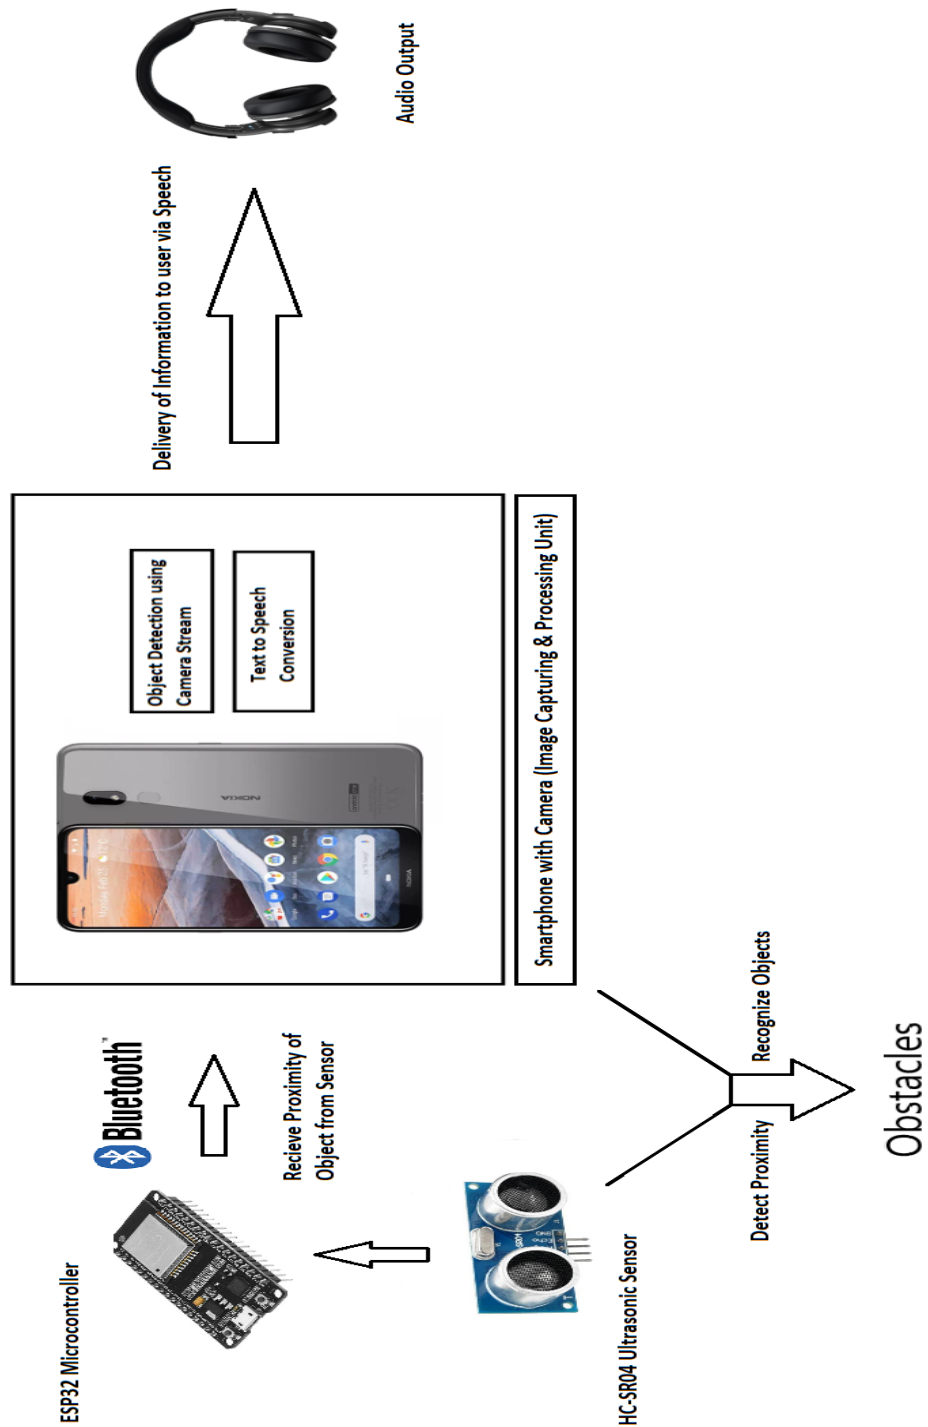 ESP32 Microcontroller
Bluetooth™
Recieve Proximity of
Object from Sensor
HC-SR04 Ultrasonic Sensor
Object Detection using
Camera Stream
Text to Speech
Conversion
NOKIA
Smartphone with Camera (Image Capturing & Processing Unit)
Delivery of Information to user via Speech
Audio Output
Detect Proximity
Recognize Objects
Obstacles